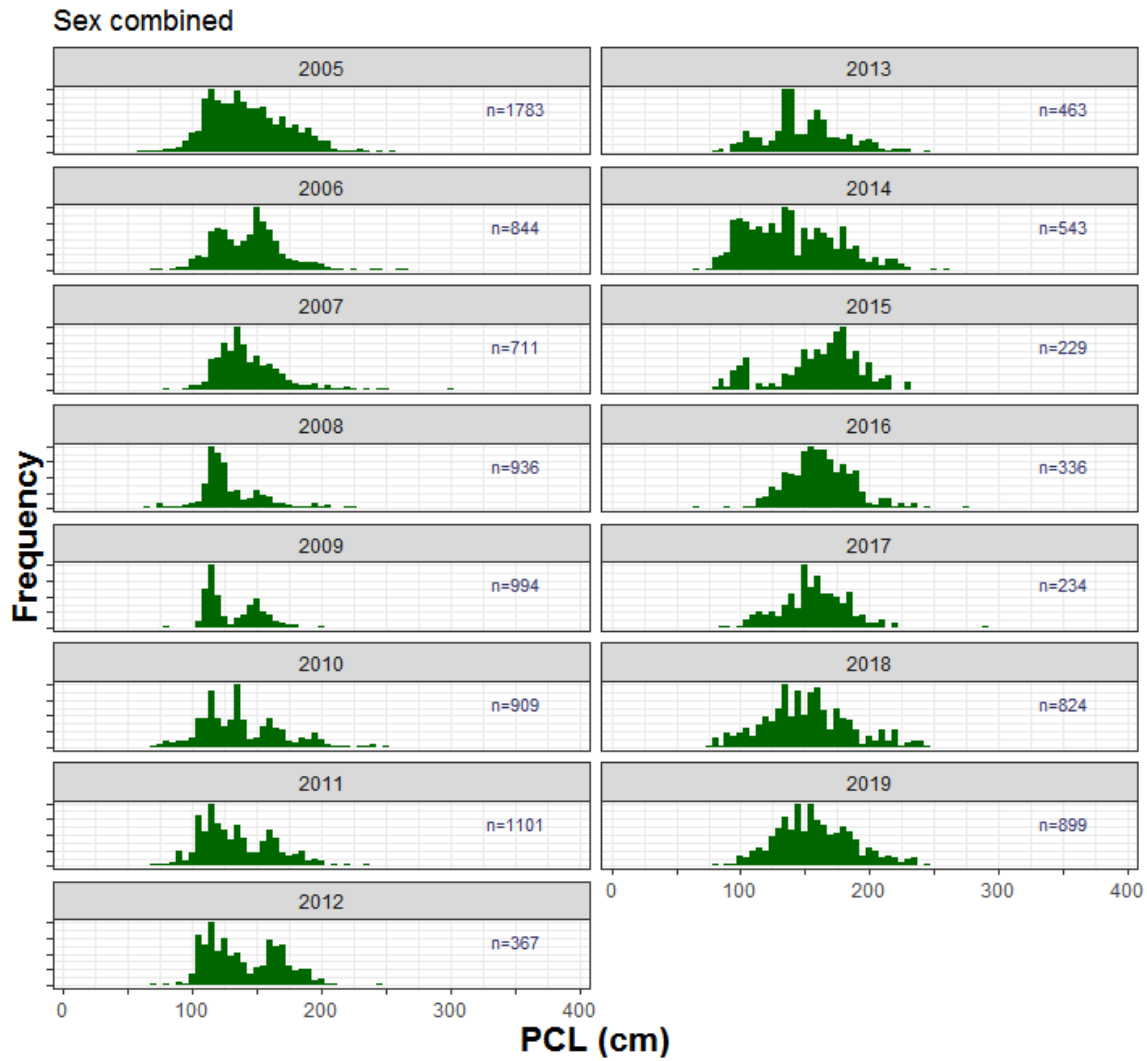 Sex combined
2005
n=1783
2006
n=844
2007
n=711
2008
n=936
2009
n=994
2010
n=909
2011
n=1101
2012
n=367
0 100 200 300 400
2013
n=463
2014
n=543
2015
n=229
2016
n=336
2017
n=234
2018
n=824
2019
n=899
0 100 200 300 400
Frequency
PCL (cm)